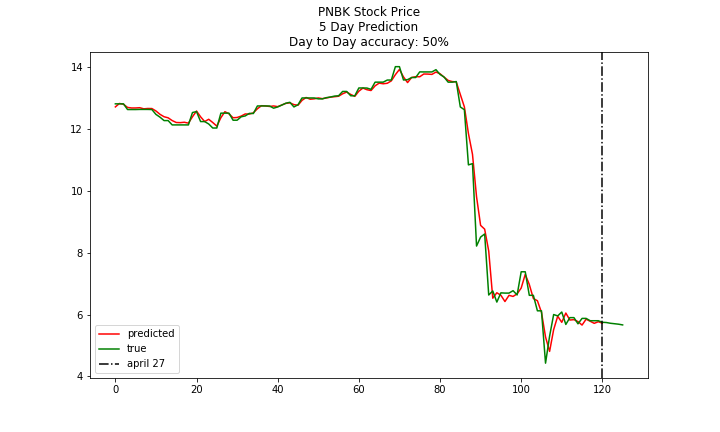 PNBK Stock Price
5 Day Prediction
Day to Day accuracy: 50%
14
12
10
8
6
4
predicted
true
april 27
0 20 40 60 80 100 120